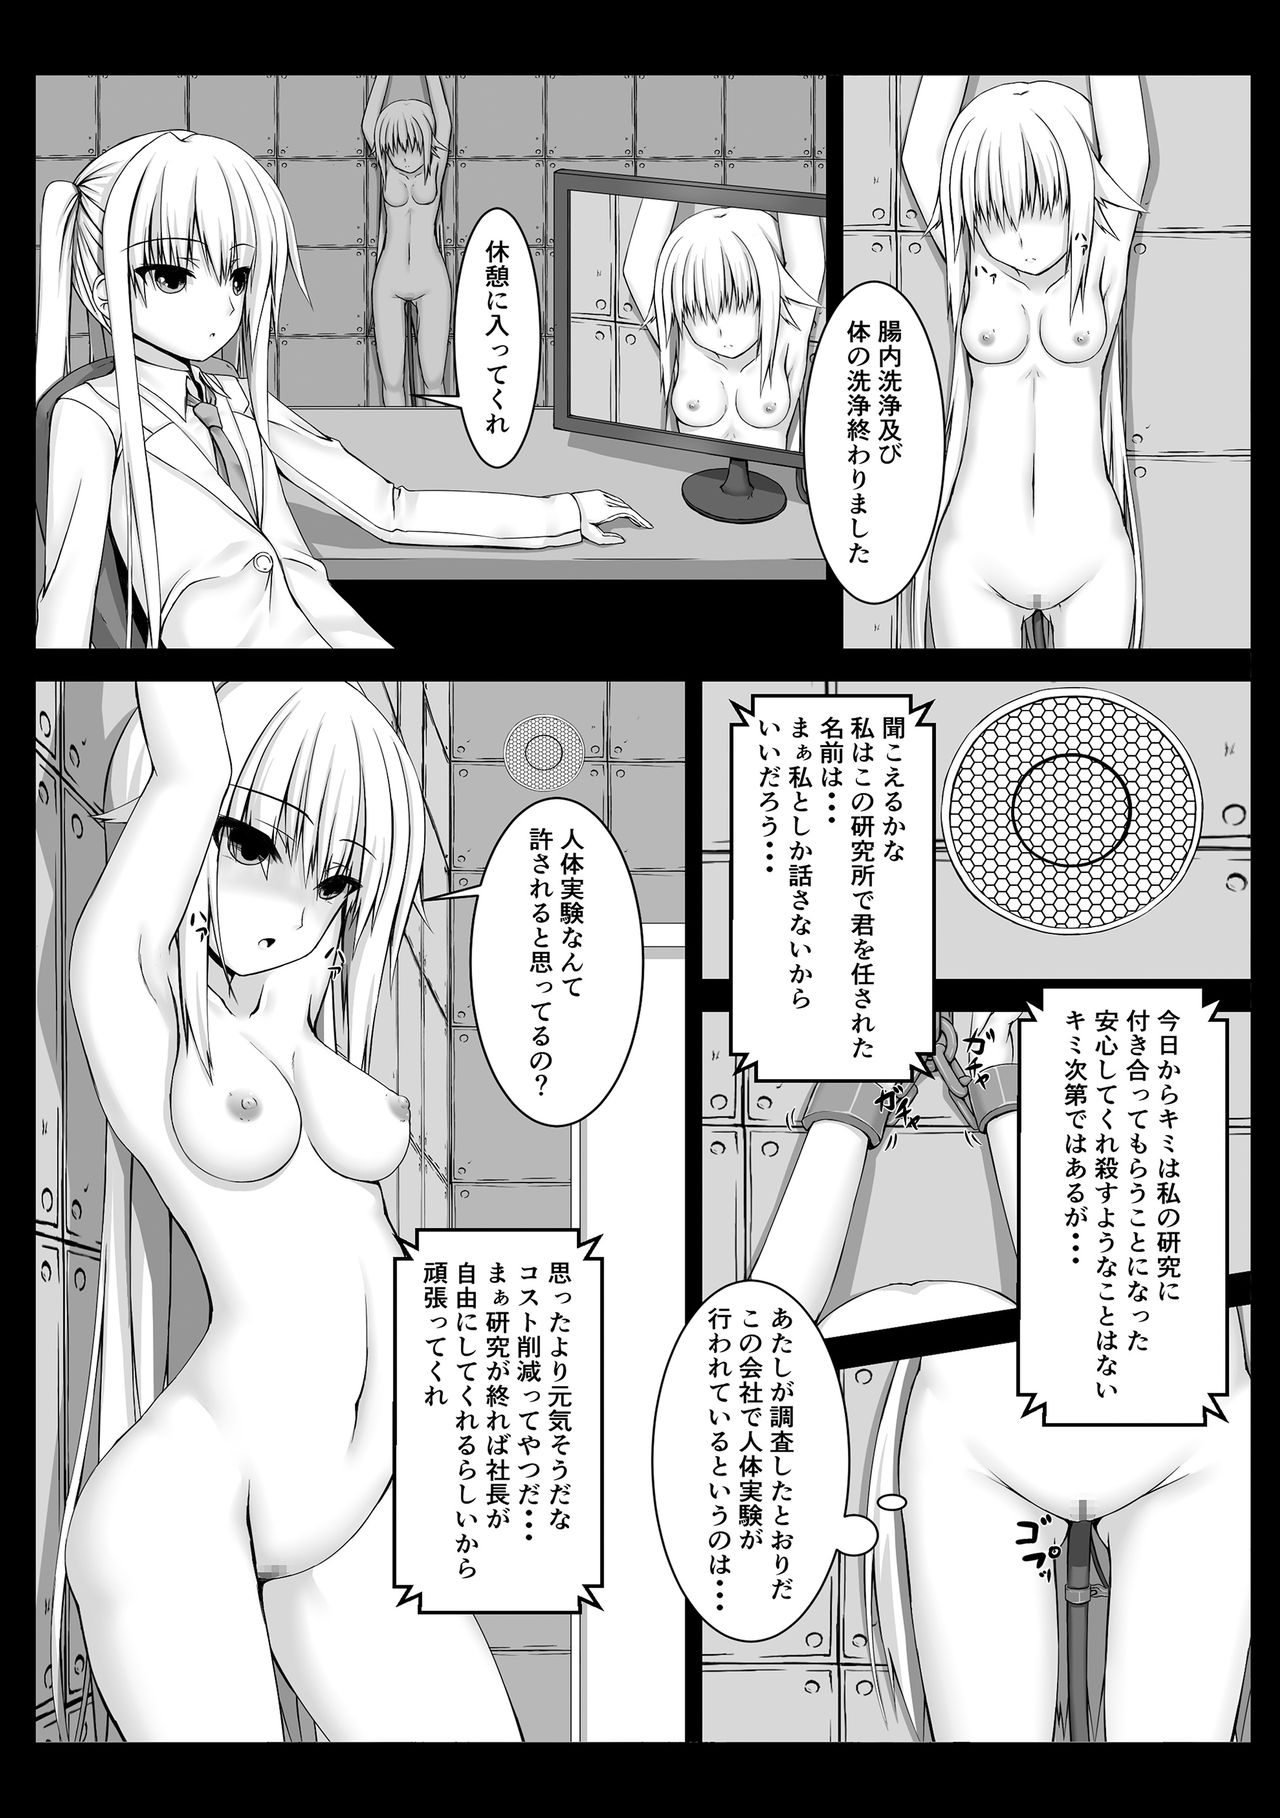 腸内洗浄及び
体の洗浄終わりました
ハァ
ハァ
休憩に入ってくれ
聞こえるかな
私はこの研究所で君を任された
名前は・・・
まぁ私としか話さないから
いいだろう・・・
今日からキミは私の研究に
付き合ってもらうことになった
安心してくれ殺すようなことはない
キミ次第ではあるが・・・
ガチャ
ガチャ
あたしが調査したとおりだ
この会社で人体実験が
行われているというのは・・・
ゴプ゚
人体実験なんて
許されると思ってるの？
ハァ
ハァ
思ったより元気そうだな
コスト削減ってやつだ・・・
まぁ研究が終れば社長が
自由にしてくれるらしいから
頑張ってくれ